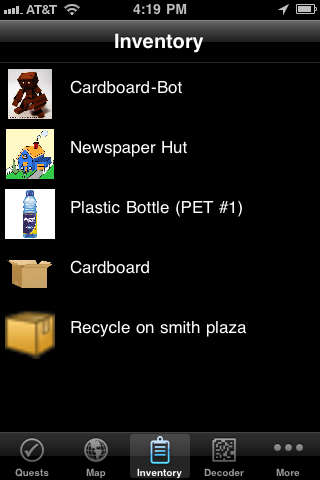 AT&T 4:19 PM
Inventory
Cardboard-Bot
Newspaper Hut
Plastic Bottle (PET #1)
Cardboard
Recycle on smith plaza
Quests Map Inventory Decoder More